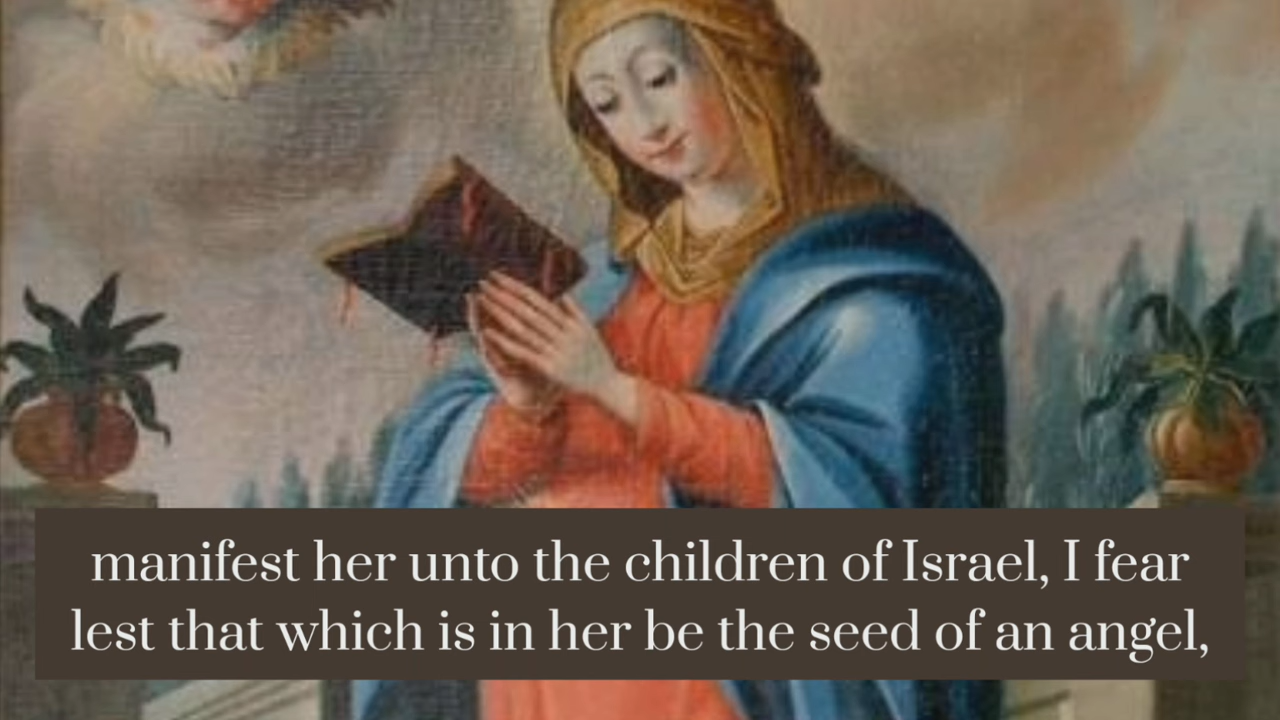 manifest her unto the children of Israel, I fear
lest that which is in her be the seed of an angel,